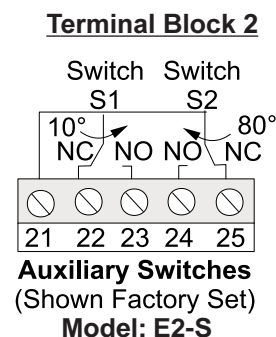 Terminal Block 2
Switch Switch
S1 S2
10° 80°
NC NO NO NC
21 22 23 24 25
Auxiliary Switches
(Shown Factory Set)
Model: E2-S